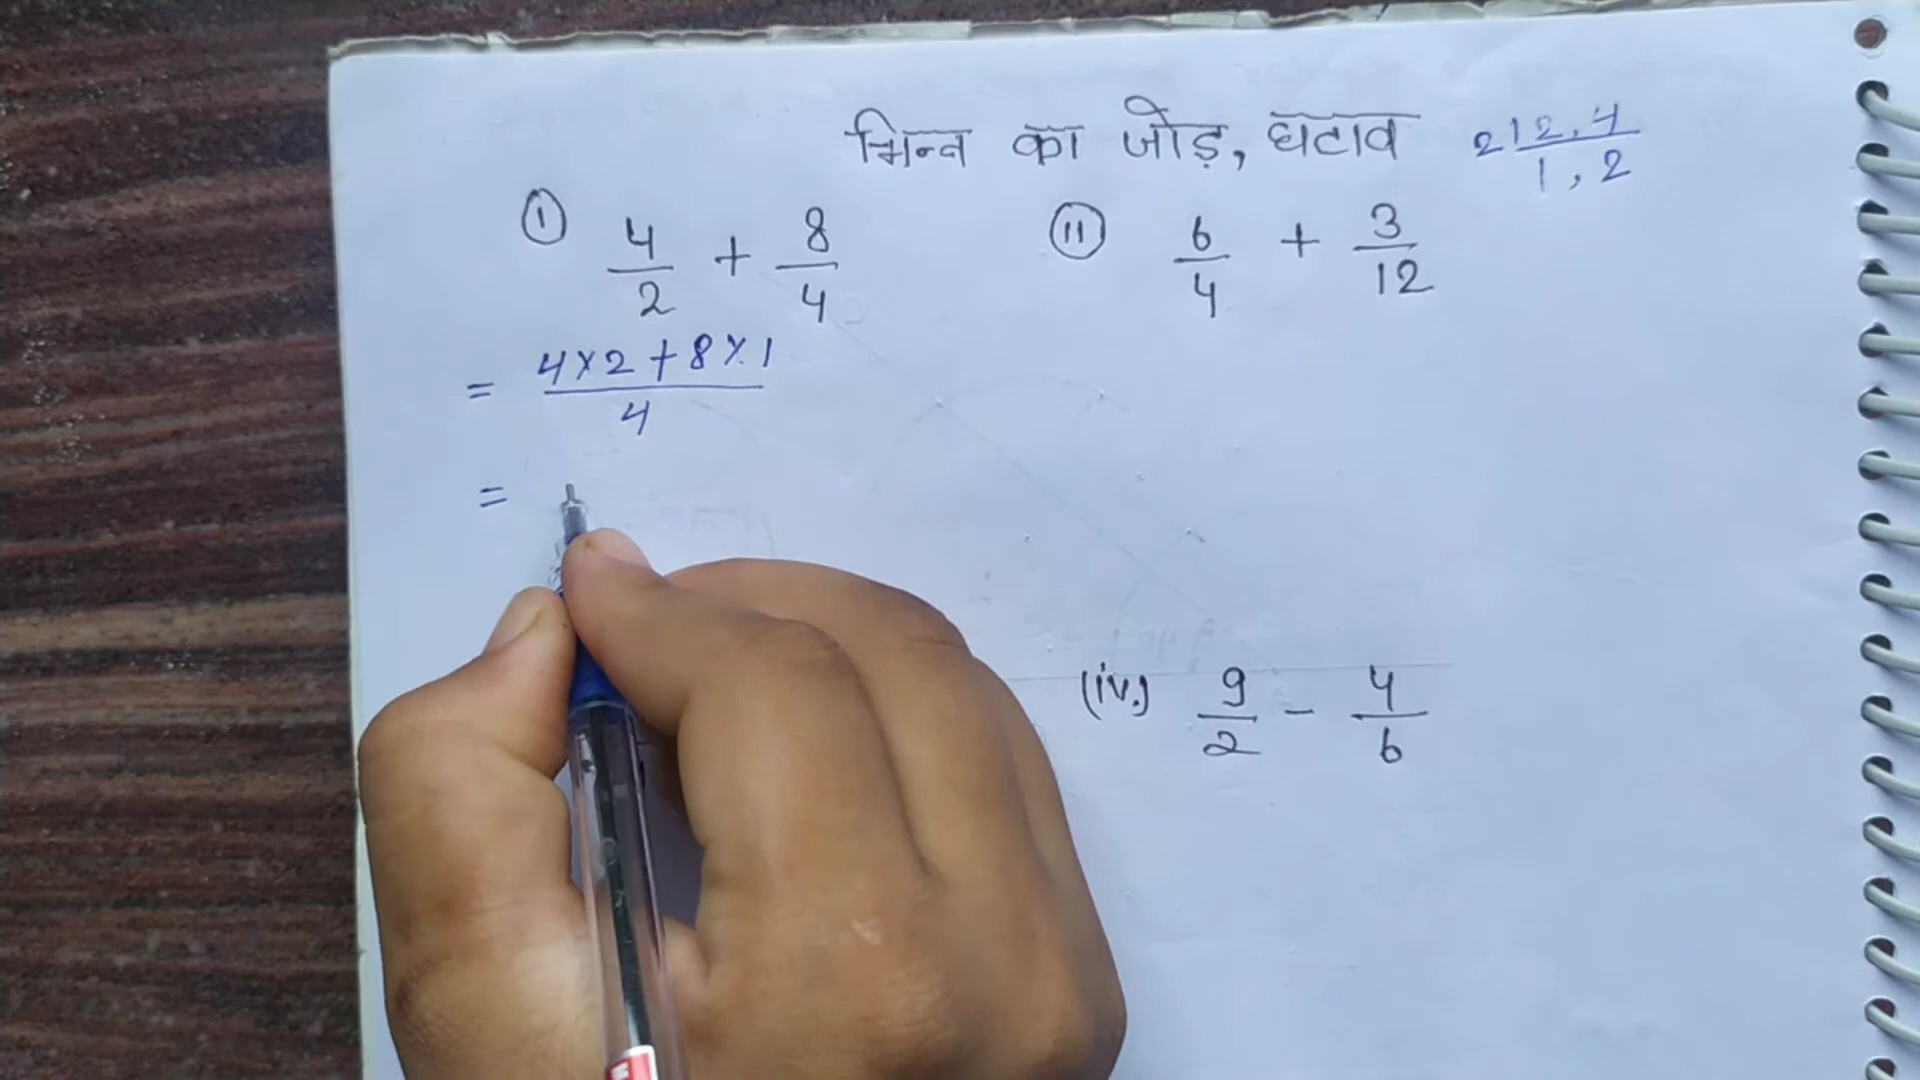 भिन्न का जोड़, घटाव
2 | 2, 4
1, 2
(i) 4/2 + 8/4
= (4×2+8×1)/4
=
(ii) 6/4 + 3/12
(iv.) 9/2 - 4/6
M